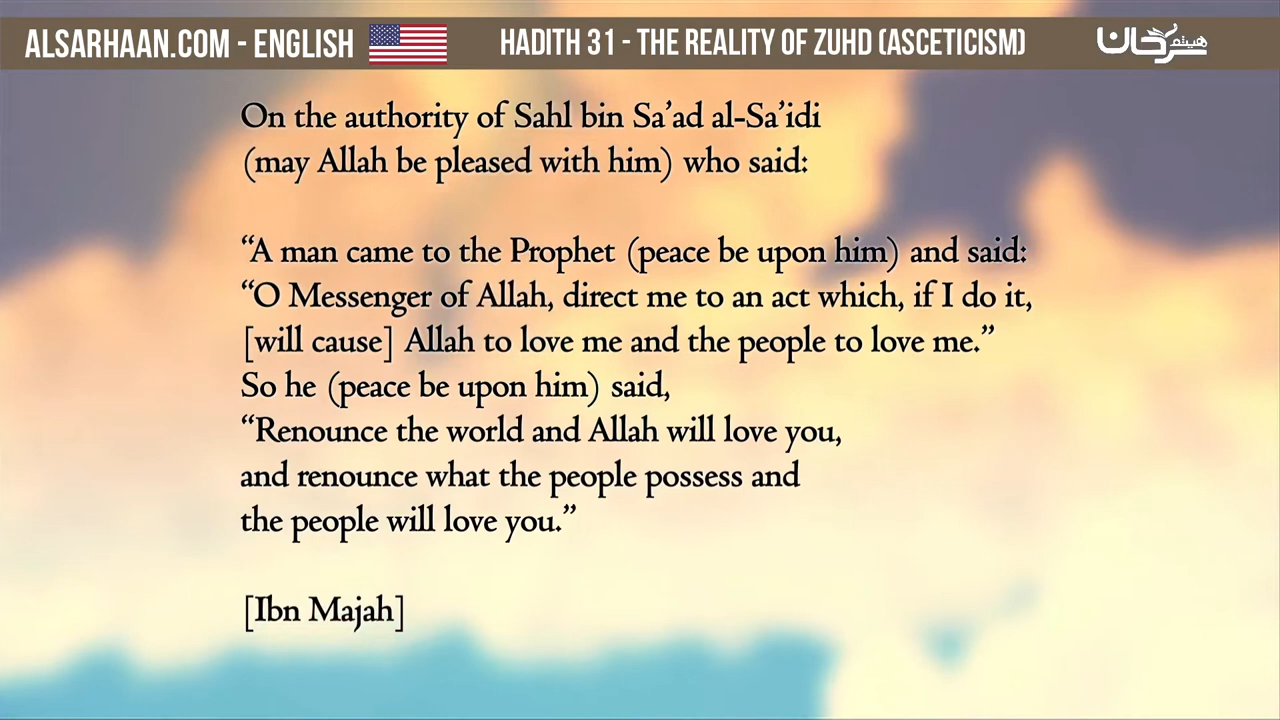 ALSARHAAN.COM - ENGLISH
HADITH 31 - THE REALITY OF ZUHD (ASCETICISM)
هيثم سرحان
On the authority of Sahl bin Sa’ad al-Sa’idi
(may Allah be pleased with him) who said:
“A man came to the Prophet (peace be upon him) and said:
“O Messenger of Allah, direct me to an act which, if I do it,
[will cause] Allah to love me and the people to love me.”
So he (peace be upon him) said,
“Renounce the world and Allah will love you,
and renounce what the people possess and
the people will love you.”
[Ibn Majah]